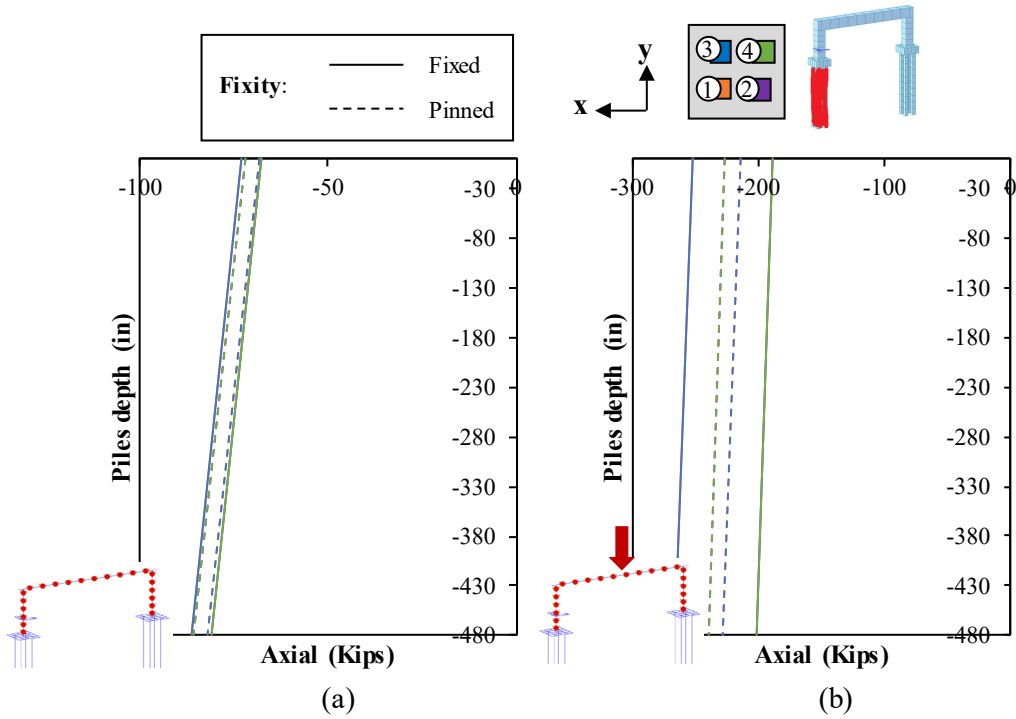 Fixity:
Fixed
Pinned
y
x
3 4
1 2
-100 -50 0
-30
-80
-130
-180
-230
-280
-330
-380
-430
-480
Piles depth (in)
Axial (Kips)
(a)
-300 -200 -100 0
-30
-80
-130
-180
-230
-280
-330
-380
-430
-480
Piles depth (in)
Axial (Kips)
(b)